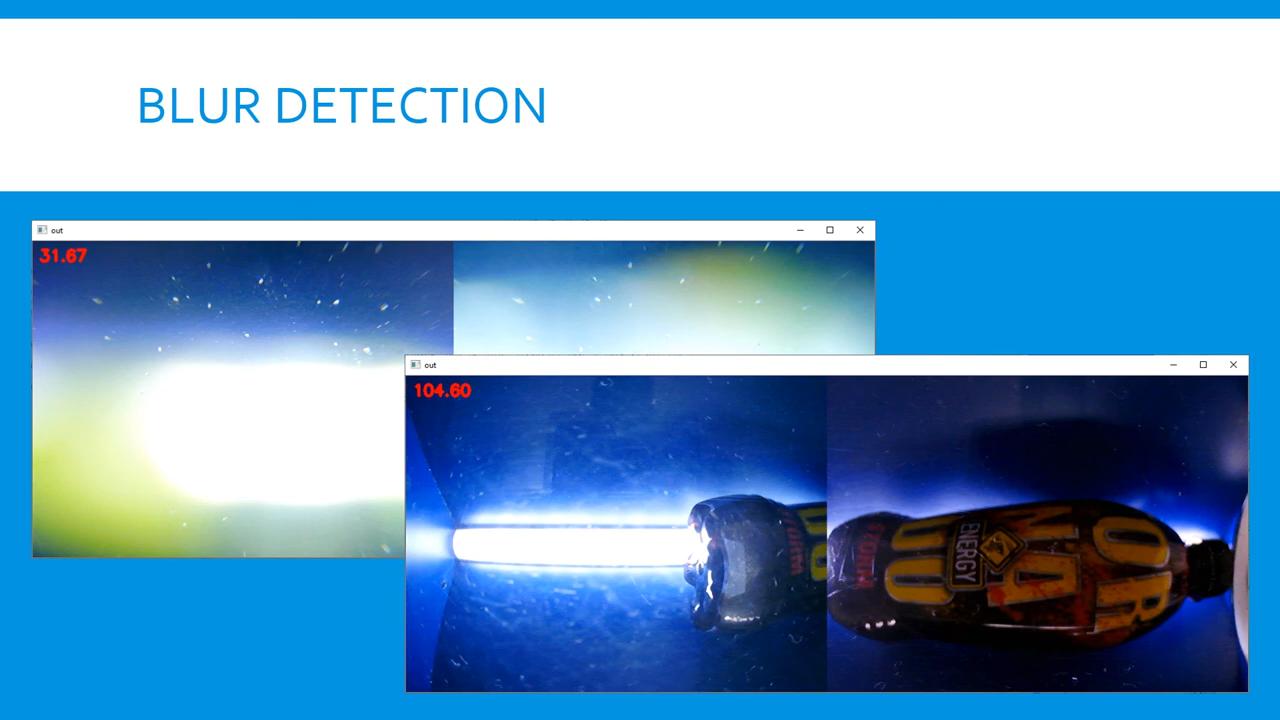 BLUR DETECTION
out
31.67
out
104.60
ENERGY